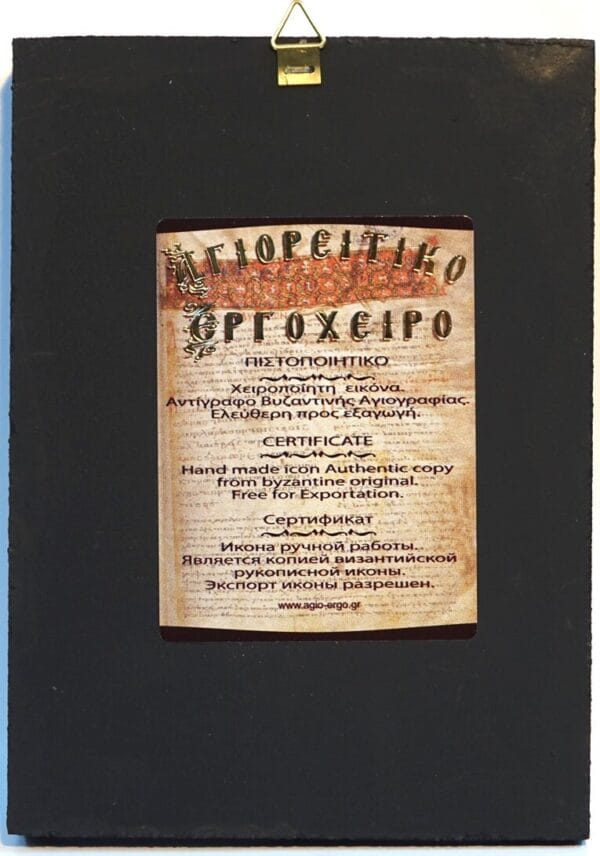 ΑΓΙΟΡΕΙΤΙΚΟ
ΕΡΓΟΧΕΙΡΟ
ΠΙΣΤΟΠΟΙΗΤΙΚΟ
Χειροποίητη εικόνα.
Αντίγραφο Βυζαντινής Αγιογραφίας.
Ελεύθερη προς εξαγωγή.
CERTIFICATE
Hand made icon Authentic copy
from byzantine original.
Free for Exportation.
Сертификат
Икона ручной работы.
Является копией византийской
рукописной иконы.
Экспорт иконы разрешен.
www.agio-ergo.gr